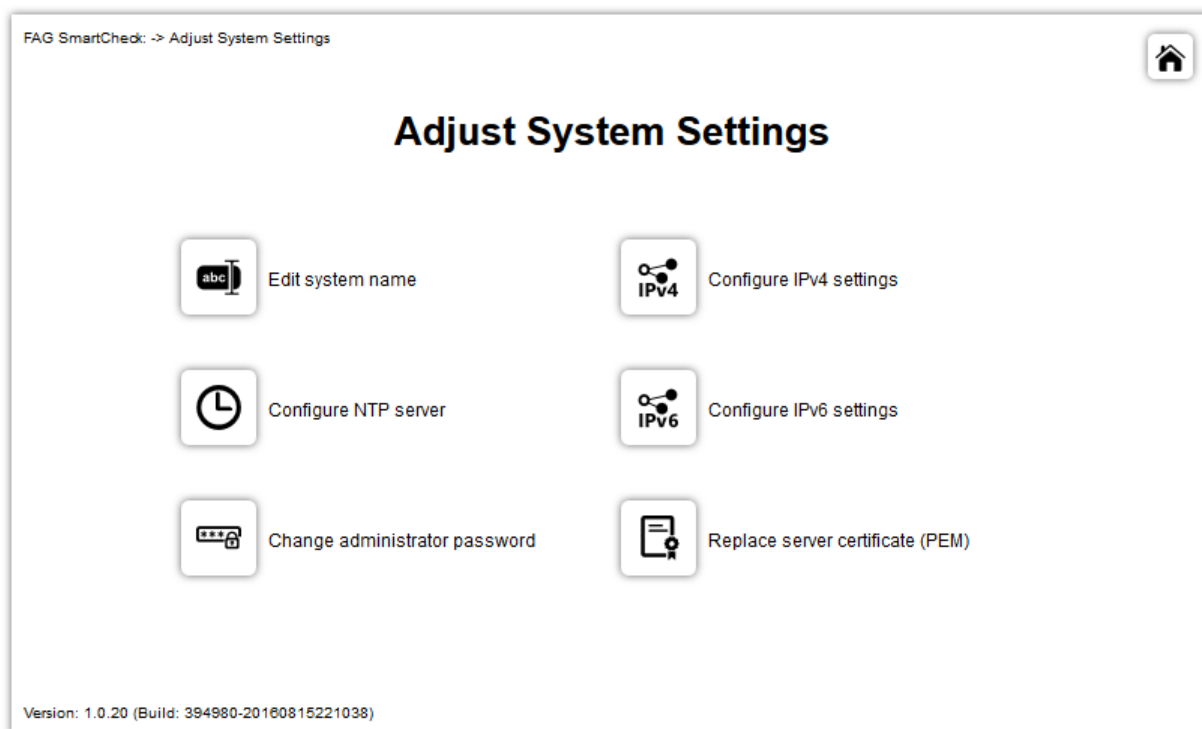 FAG SmartCheck: -> Adjust System Settings
Adjust System Settings
abc
Edit system name
IPv4
Configure IPv4 settings
Configure NTP server
IPv6
Configure IPv6 settings
***
Change administrator password
Replace server certificate (PEM)
Version: 1.0.20 (Build: 394980-20160815221038)